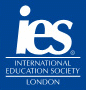 ies®
INTERNATIONAL
EDUCATION SOCIETY
LONDON